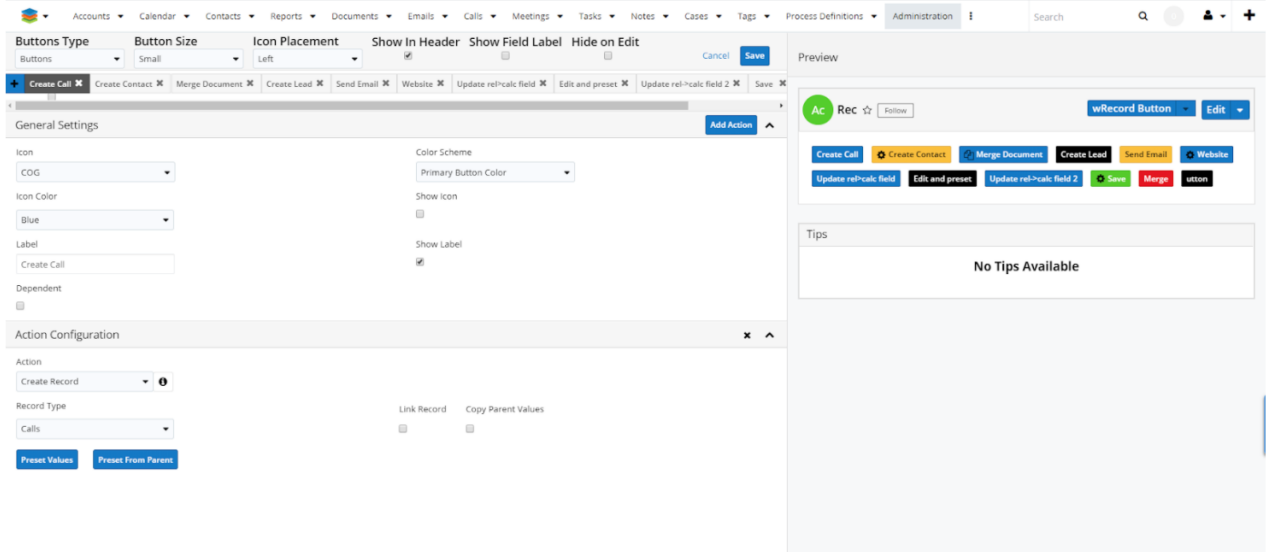 Accounts Calendar Contacts Reports Documents Emails Calls Meetings Tasks Notes Cases Tags Process Definitions Administration Search
Buttons Type Button Size Icon Placement Show In Header Show Field Label Hide on Edit
Buttons Small Left Cancel Save
Preview
Create Call Create Contact Merge Document Create Lead Send Email Website Update rel>calc field Edit and preset Update rel->calc field 2 Save
General Settings Add Action
Icon Color Scheme
COG Primary Button Color
Icon Color Show Icon
Blue
Label Show Label
Create Call
Dependent
Action Configuration
Action
Create Record
Record Type Link Record Copy Parent Values
Calls
Preset Values Preset From Parent
Ac Rec Follow wRecord Button Edit
Create Call Create Contact Merge Document Create Lead Send Email Website
Update rel>calc field Edit and preset Update rel->calc field 2 Save Merge utton
Tips
No Tips Available